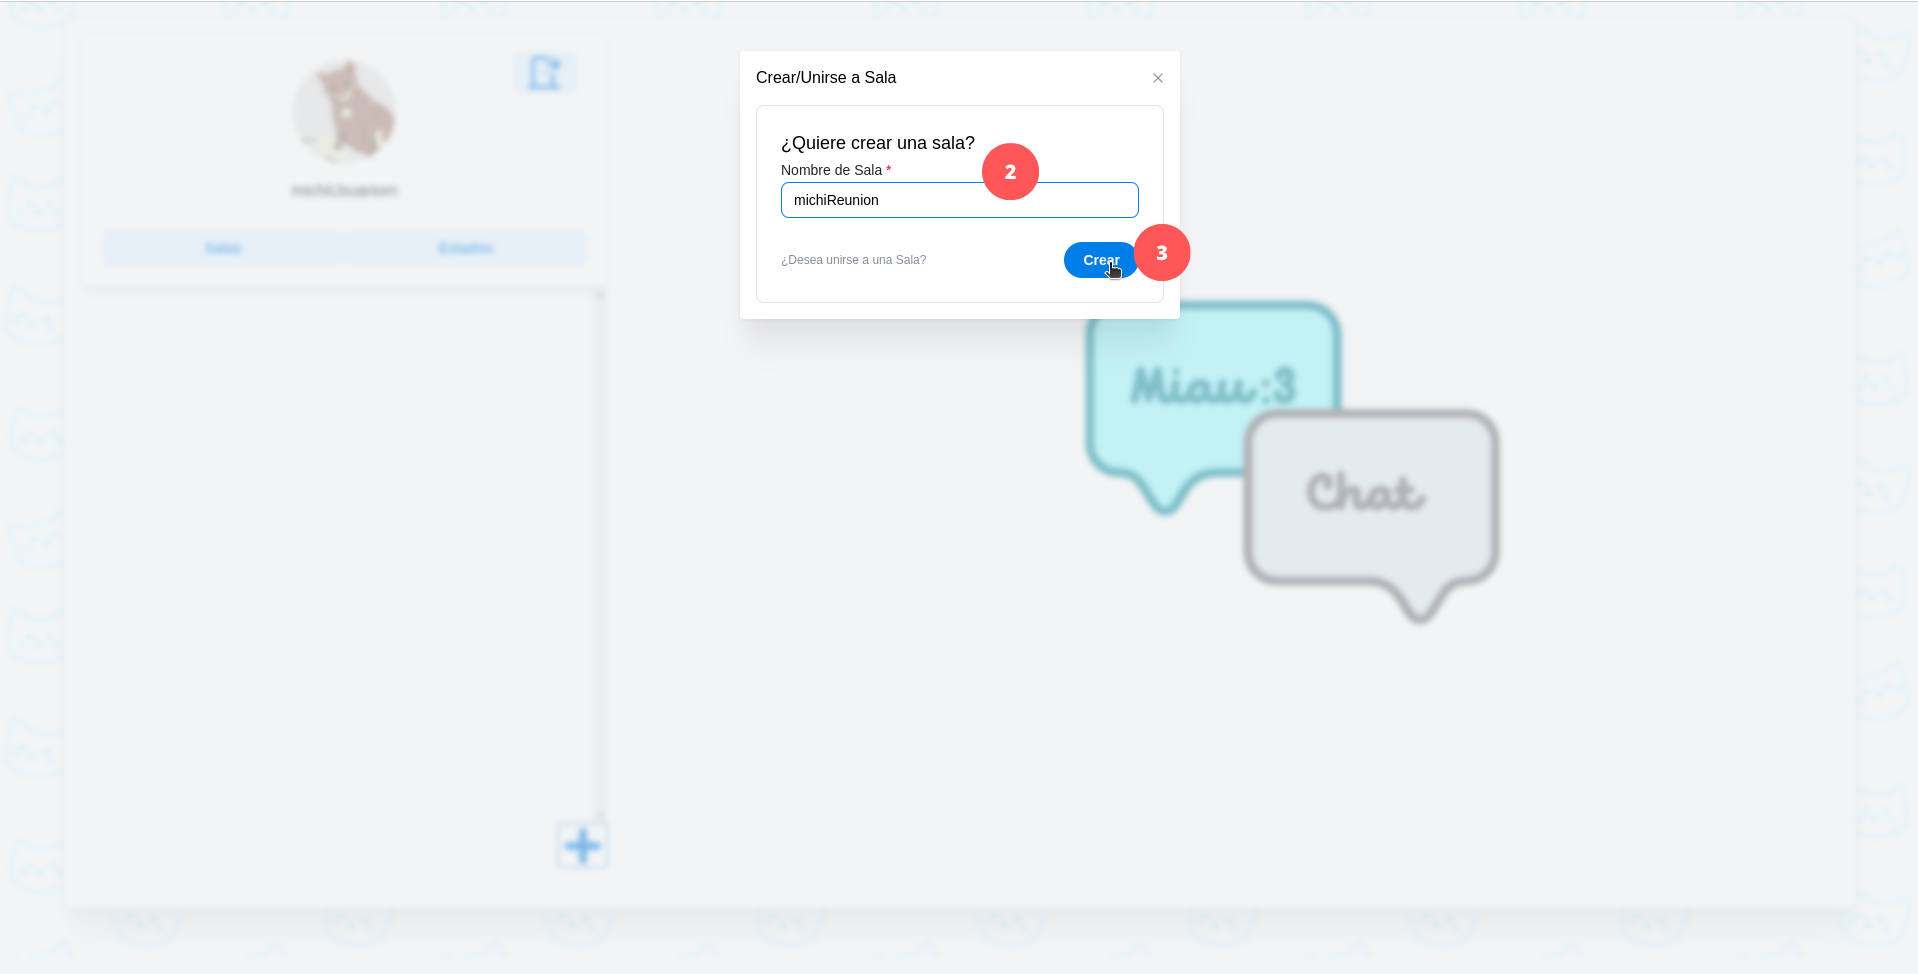 Crear/Unirse a Sala
¿Quiere crear una sala?
Nombre de Sala *
2
michiReunion
¿Desea unirse a una Sala?
Crear
3
Salas
Estados
Miau:3
Chat